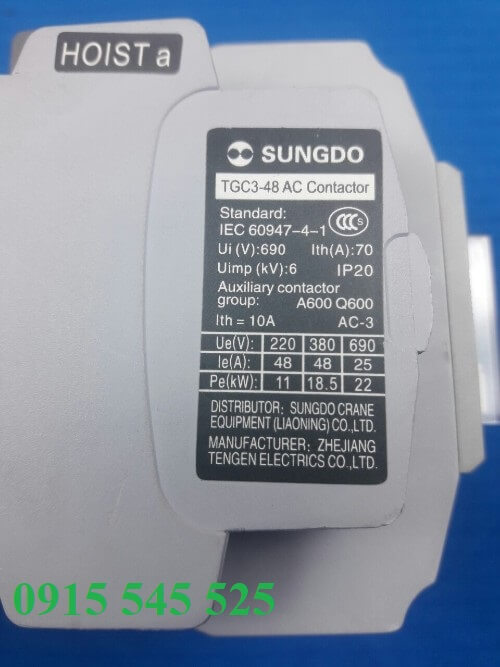 HOIST a
SUNGDO
TGC3-48 AC Contactor
Standard:
IEC 60947-4-1
CCC S
Ui (V):690 Ith(A):70
Uimp (kV):6 IP20
Auxiliary contactor
group: A600 Q600
Ith = 10A AC-3
Ue(V): 220 380 690
Ie(A): 48 48 25
Pe(kW): 11 18.5 22
DISTRIBUTOR: SUNGDO CRANE
EQUIPMENT (LIAONING) CO.,LTD.
MANUFACTURER: ZHEJIANG
TENGEN ELECTRICS CO.,LTD.
0915 545 525